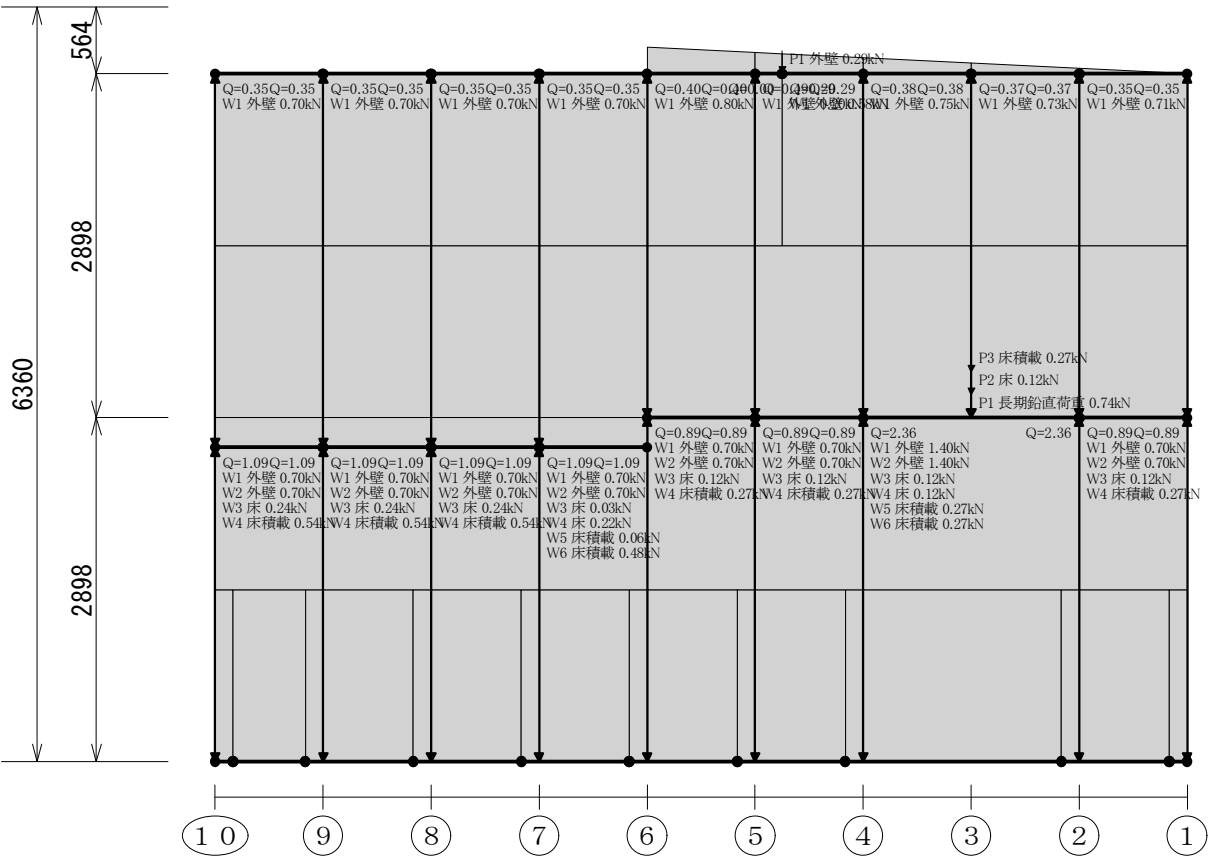 564
P1 外壁 0.29kN
Q=0.35Q=0.35
W1 外壁 0.70kN
Q=0.35Q=0.35
W1 外壁 0.70kN
Q=0.35Q=0.35
W1 外壁 0.70kN
Q=0.35Q=0.35
W1 外壁 0.70kN
W1 外壁 0.80kN
Q=0.38Q=0.38
W1 外壁 0.75kN
Q=0.37Q=0.37
W1 外壁 0.73kN
Q=0.35Q=0.35
W1 外壁 0.71kN
2898
6360
P3 床積載 0.27kN
P2 床 0.12kN
P1 長期鉛直荷重 0.74kN
Q=1.09Q=1.09
W1 外壁 0.70kN
W2 外壁 0.70kN
W3 床 0.24kN
W4 床積載 0.54kN
Q=1.09Q=1.09
W1 外壁 0.70kN
W2 外壁 0.70kN
W3 床 0.24kN
W4 床積載 0.54kN
Q=1.09Q=1.09
W1 外壁 0.70kN
W2 外壁 0.70kN
W3 床 0.24kN
W4 床積載 0.54kN
Q=1.09Q=1.09
W1 外壁 0.70kN
W2 外壁 0.70kN
W3 床 0.03kN
W4 床 0.22kN
W5 床積載 0.06kN
W6 床積載 0.48kN
Q=0.89Q=0.89
W1 外壁 0.70kN
W2 外壁 0.70kN
W3 床 0.12kN
W4 床積載 0.27kN
Q=0.89Q=0.89
W1 外壁 0.70kN
W2 外壁 0.70kN
W3 床 0.12kN
W4 床積載 0.27kN
Q=2.36 Q=2.36
W1 外壁 1.40kN
W2 外壁 1.40kN
W3 床 0.12kN
W4 床 0.12kN
W5 床積載 0.27kN
W6 床積載 0.27kN
Q=0.89Q=0.89
W1 外壁 0.70kN
W2 外壁 0.70kN
W3 床 0.12kN
W4 床積載 0.27kN
2898
10 9 8 7 6 5 4 3 2 1